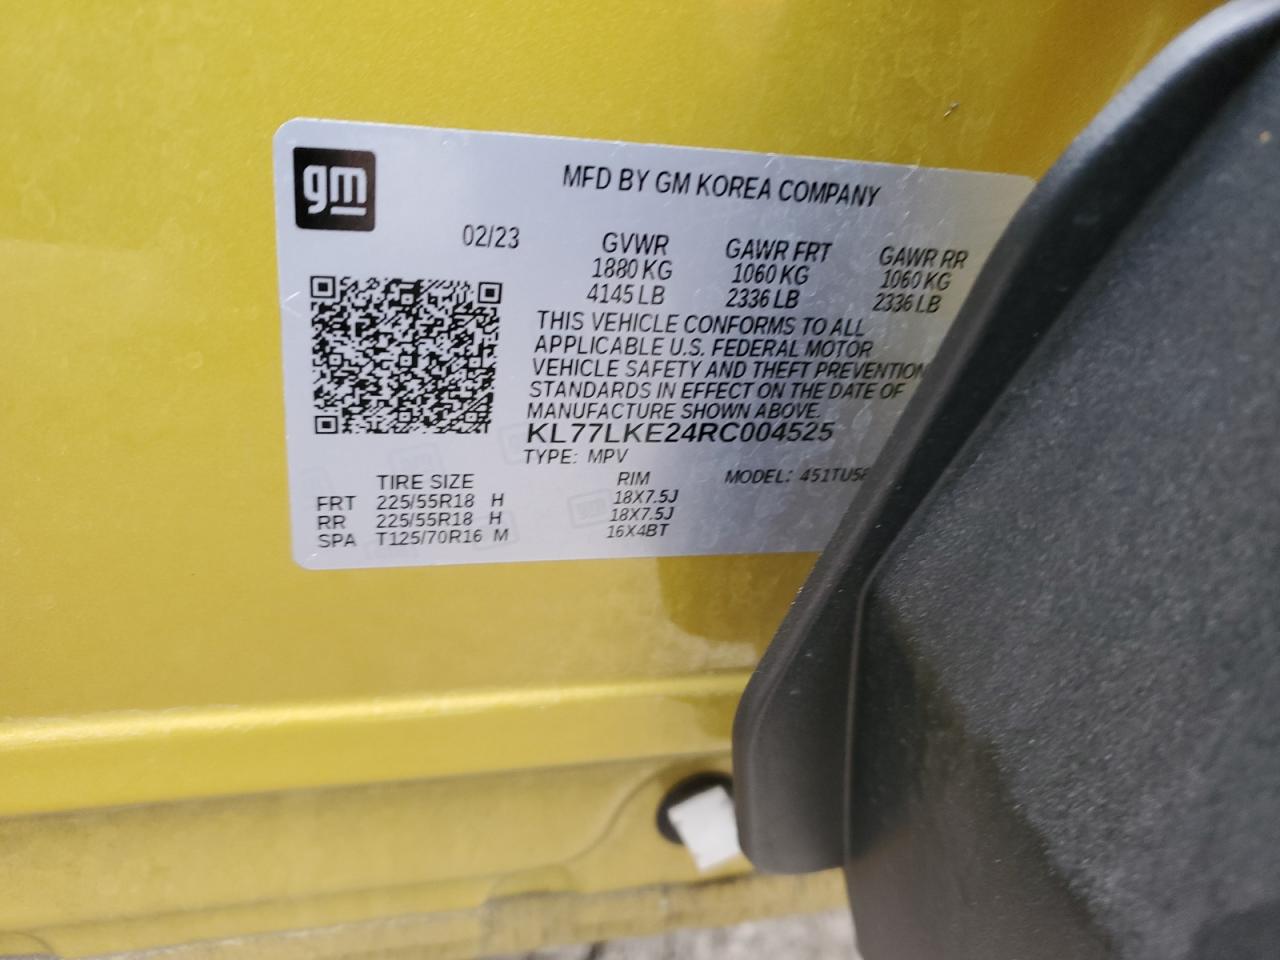 gm
MFD BY GM KOREA COMPANY
02/23
GVWR GAWR FRT GAWR RR
1880 KG 1060 KG 1060 KG
4145 LB 2336 LB 2336 LB
THIS VEHICLE CONFORMS TO ALL
APPLICABLE U.S. FEDERAL MOTOR
VEHICLE SAFETY AND THEFT PREVENTION
STANDARDS IN EFFECT ON THE DATE OF
MANUFACTURE SHOWN ABOVE.
KL77LKE24RC004525
TYPE: MPV
TIRE SIZE RIM MODEL:
FRT 225/55R18 H 18X7.5J
RR 225/55R18 H 18X7.5J
SPA T125/70R16 M 16X4BT